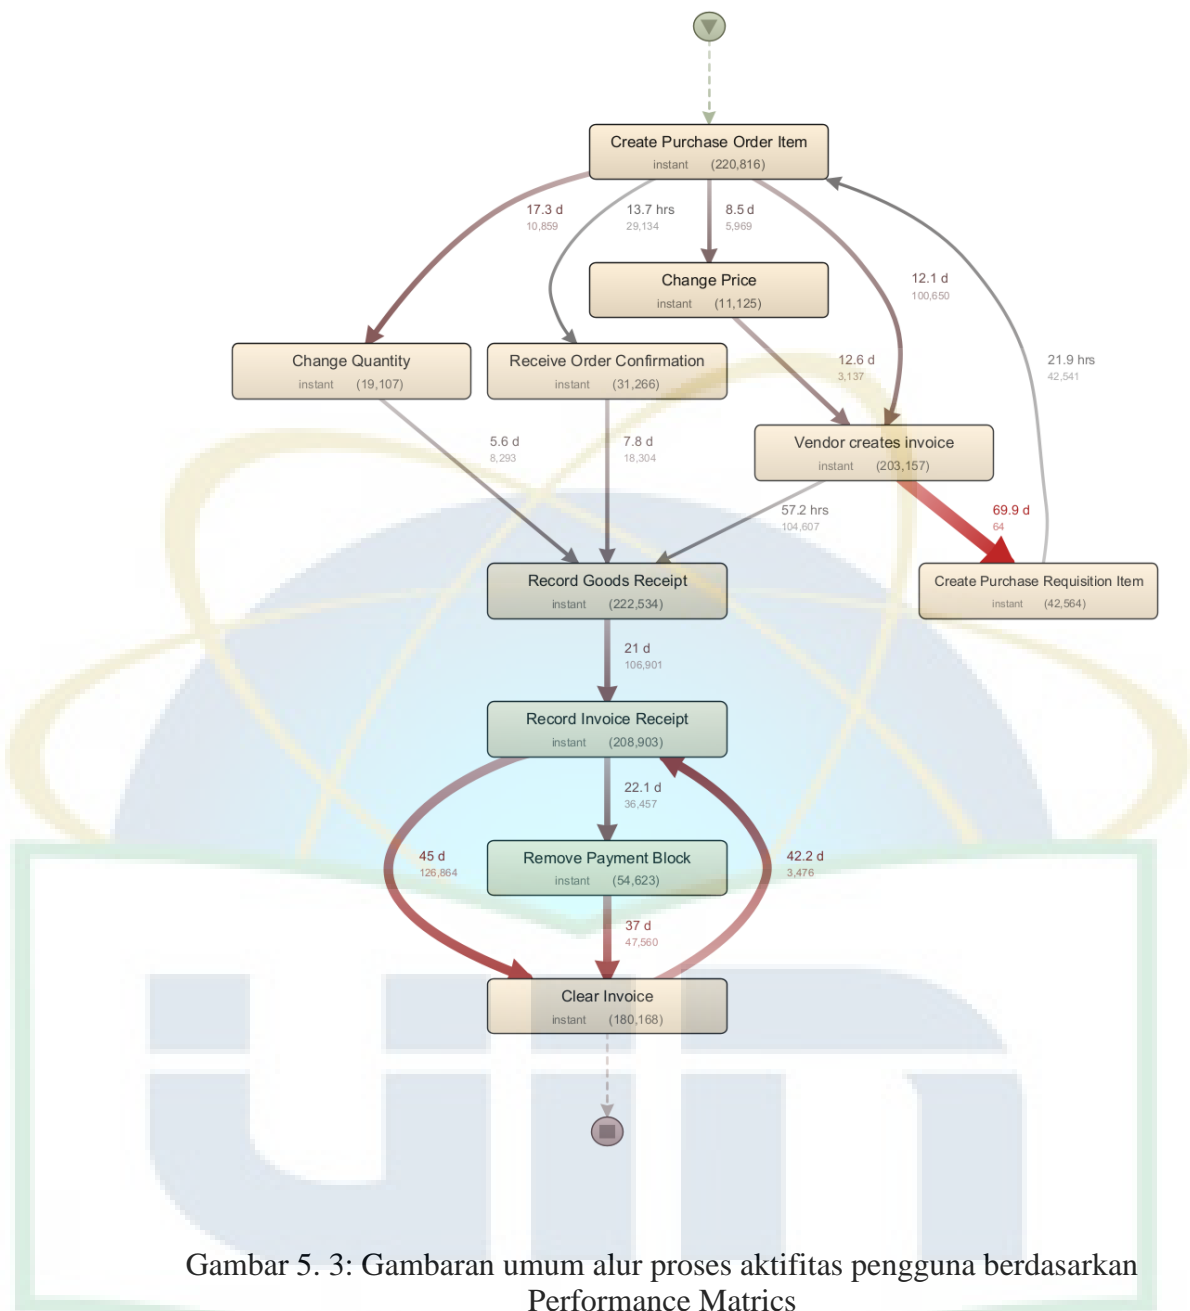 Create Purchase Order Item
instant (220,816)
17.3 d
10,859
13.7 hrs
29,134
8.5 d
5,969
12.1 d
100,650
Change Price
instant (11,125)
Change Quantity
instant (19,107)
Receive Order Confirmation
instant (31,266)
12.6 d
3,137
21.9 hrs
42,541
Vendor creates invoice
instant (203,157)
5.6 d
8,293
7.8 d
18,304
57.2 hrs
104,607
69.9 d
64
Record Goods Receipt
instant (222,534)
Create Purchase Requisition Item
instant (42,564)
21 d
106,901
Record Invoice Receipt
instant (208,903)
22.1 d
36,457
45 d
126,864
Remove Payment Block
instant (54,623)
42.2 d
3,476
37 d
47,560
Clear Invoice
instant (180,168)
uin
Gambar 5. 3: Gambaran umum alur proses aktifitas pengguna berdasarkan
Performance Matrics